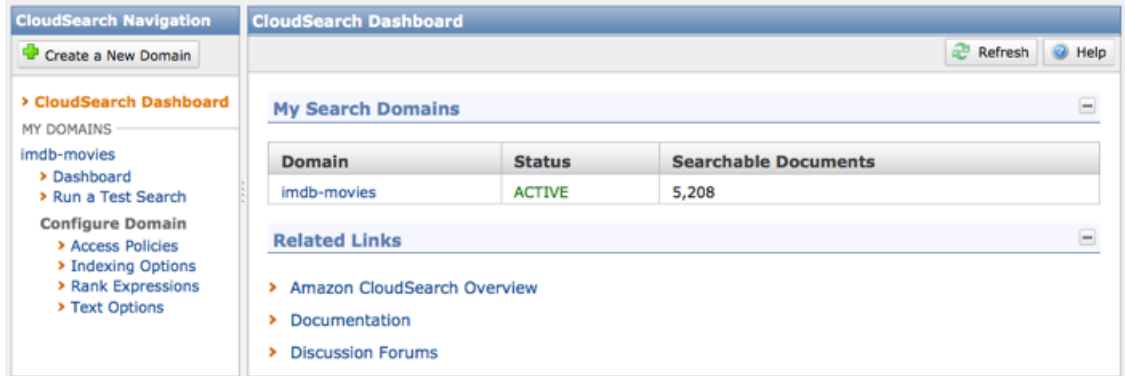 CloudSearch Navigation
Create a New Domain
CloudSearch Dashboard
MY DOMAINS
imdb-movies
Dashboard
Run a Test Search
Configure Domain
Access Policies
Indexing Options
Rank Expressions
Text Options
CloudSearch Dashboard
Refresh Help
My Search Domains
Domain Status Searchable Documents
imdb-movies ACTIVE 5,208
Related Links
Amazon CloudSearch Overview
Documentation
Discussion Forums